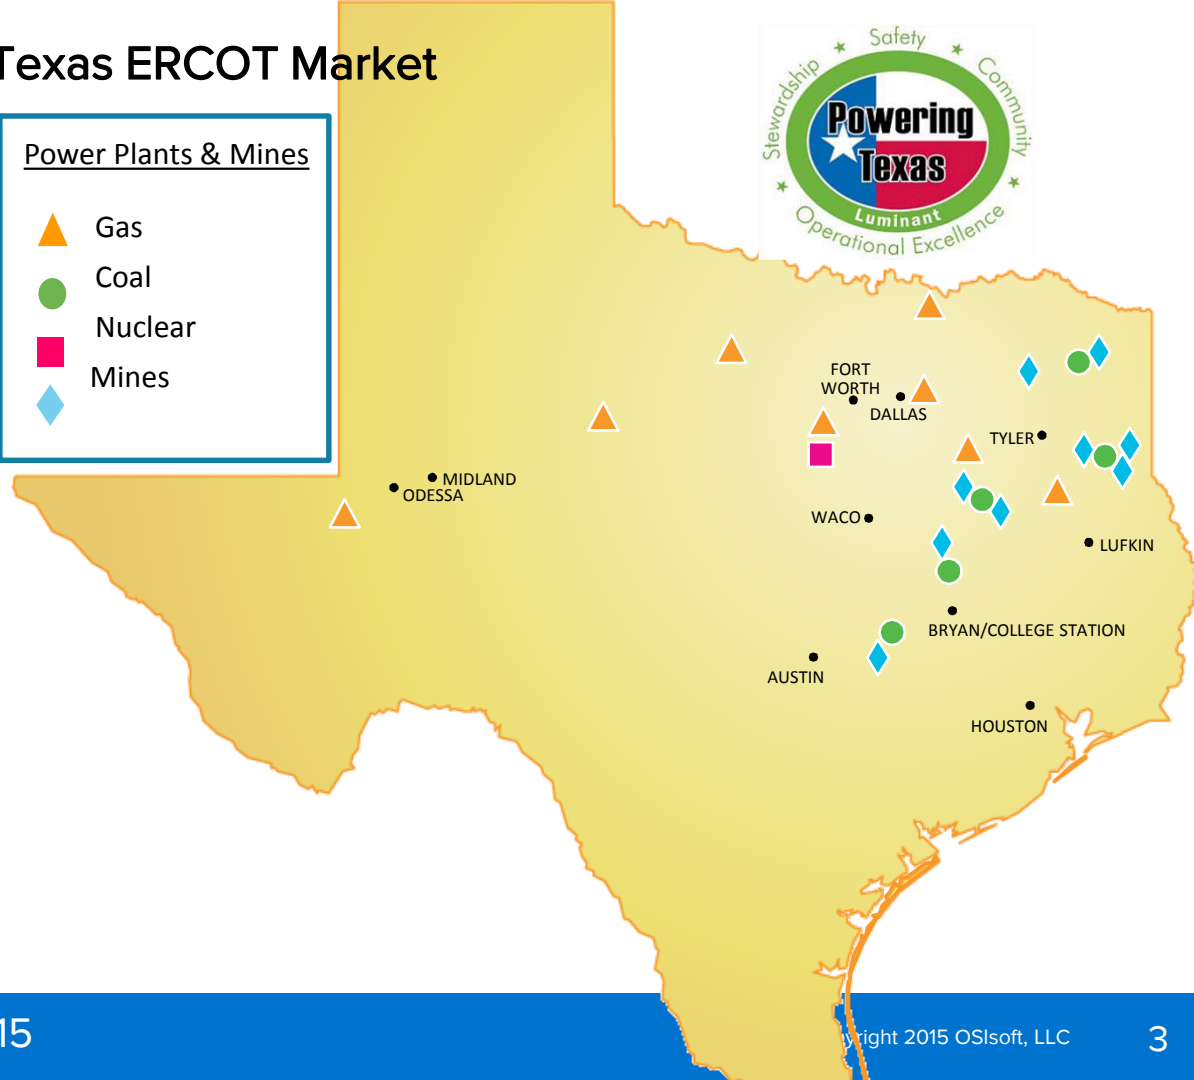 Texas ERCOT Market
Power Plants & Mines
Gas
Coal
Nuclear
Mines
Safety
Stewardship
Community
Powering
Texas
Luminant
Operational Excellence
FORT
WORTH
DALLAS
TYLER
MIDLAND
ODESSA
WACO
LUFKIN
BRYAN/COLLEGE STATION
AUSTIN
HOUSTON
15
yright 2015 OSIsoft, LLC
3